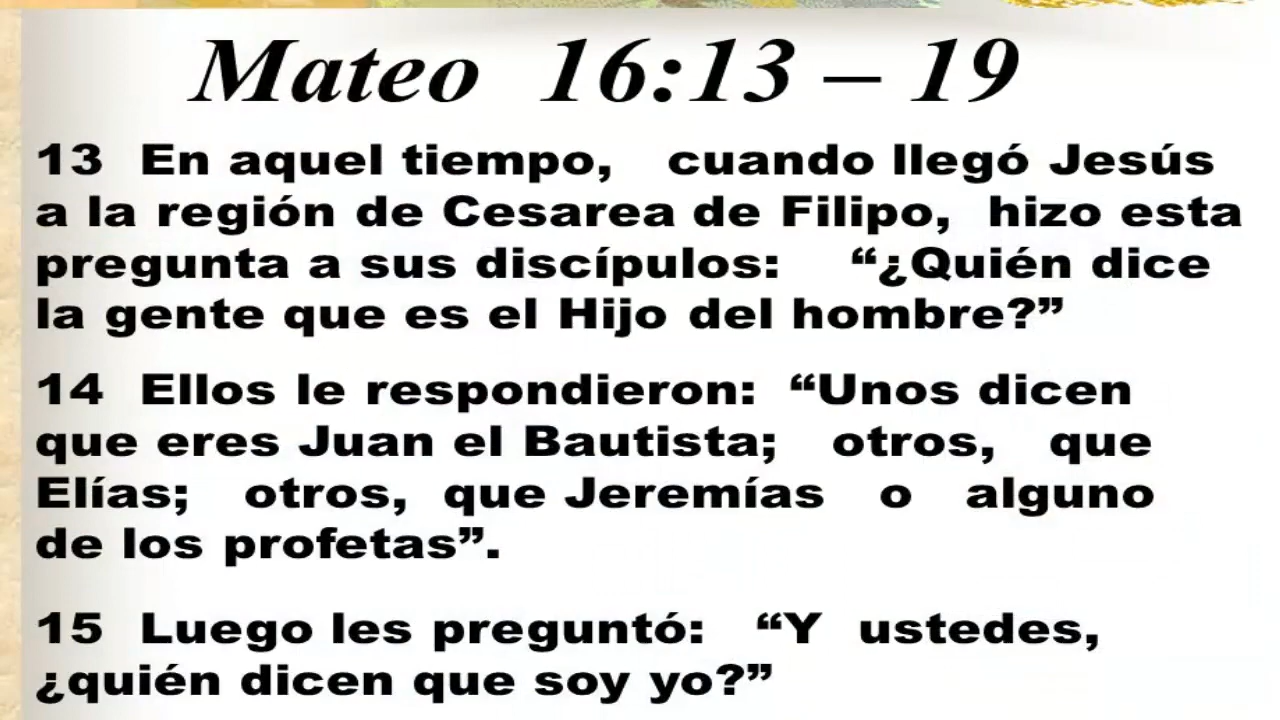 Mateo 16:13 – 19
13 En aquel tiempo, cuando llegó Jesús
a la región de Cesarea de Filipo, hizo esta
pregunta a sus discípulos: “¿Quién dice
la gente que es el Hijo del hombre?”
14 Ellos le respondieron: “Unos dicen
que eres Juan el Bautista; otros, que
Elías; otros, que Jeremías o alguno
de los profetas”.
15 Luego les preguntó: “Y ustedes,
¿quién dicen que soy yo?”